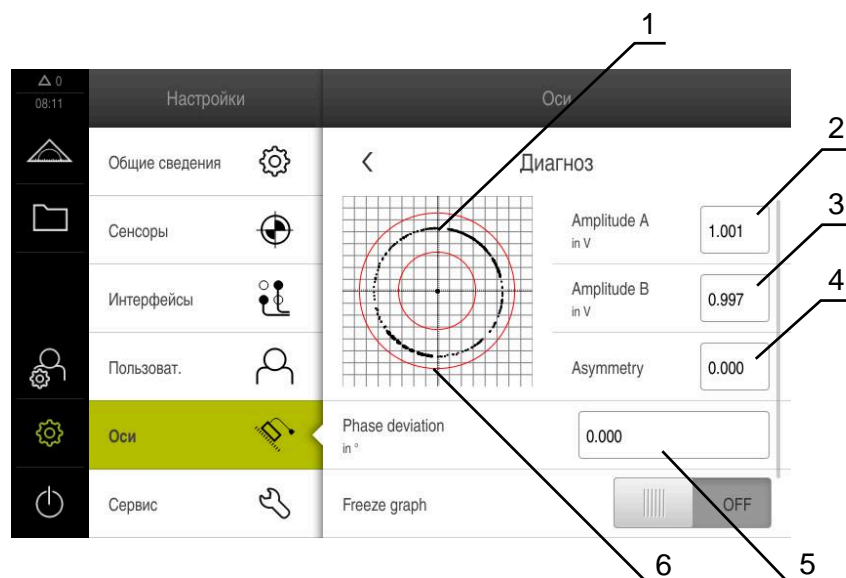 1
△ 0
08:11
Настройки
Оси
2
Общие сведения
Диагноз
Amplitude A
in V
1.001
3
Сенсоры
Amplitude B
in V
0.997
4
Интерфейсы
Asymmetry
0.000
Пользоват.
Phase deviation
in °
0.000
Оси
Freeze graph
OFF
Сервис
6
5